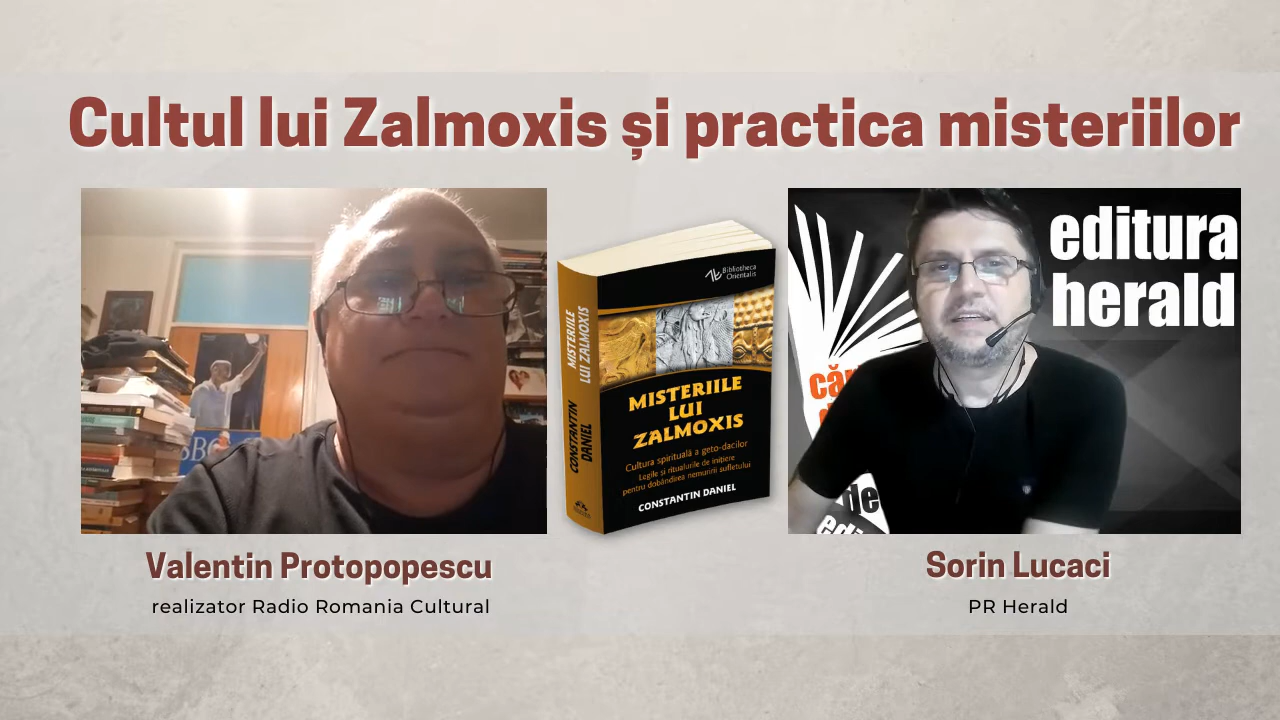 Cultul lui Zalmoxis și practica misteriilor
editura
herald
MISTERIILE
LUI ZALMOXIS
CONSTANTIN
DANIEL
Bibliotheca
Orientalis
MISTERIILE
LUI
ZALMOXIS
Cultura spirituală a geto-dacilor
Legile și ritualurile de inițiere
pentru dobândirea nemuririi sufletului
CONSTANTIN DANIEL
de
Valentin Protopopescu
realizator Radio Romania Cultural
Sorin Lucaci
PR Herald